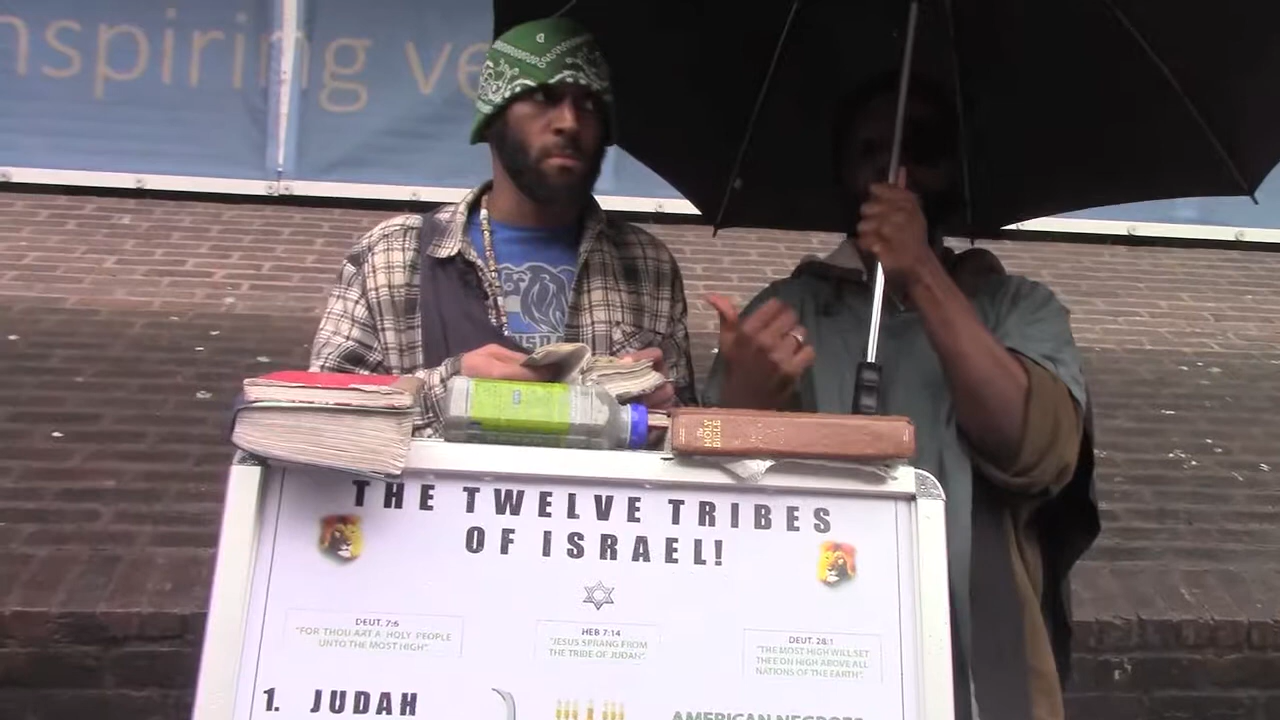 nspiring ve
NSDA
THE HOLY BIBLE
THE TWELVE TRIBES
OF ISRAEL!
DEUT. 7:6
"FOR THOU ART A HOLY PEOPLE
UNTO THE MOST HIGH"
HEB 7:14
"JESUS SPRANG FROM
THE TRIBE OF JUDAH"
DEUT. 28:1
"THE MOST HIGH WILL SET
THEE ON HIGH ABOVE ALL
NATIONS OF THE EARTH"
1. JUDAH
AMERICAN NEGROES